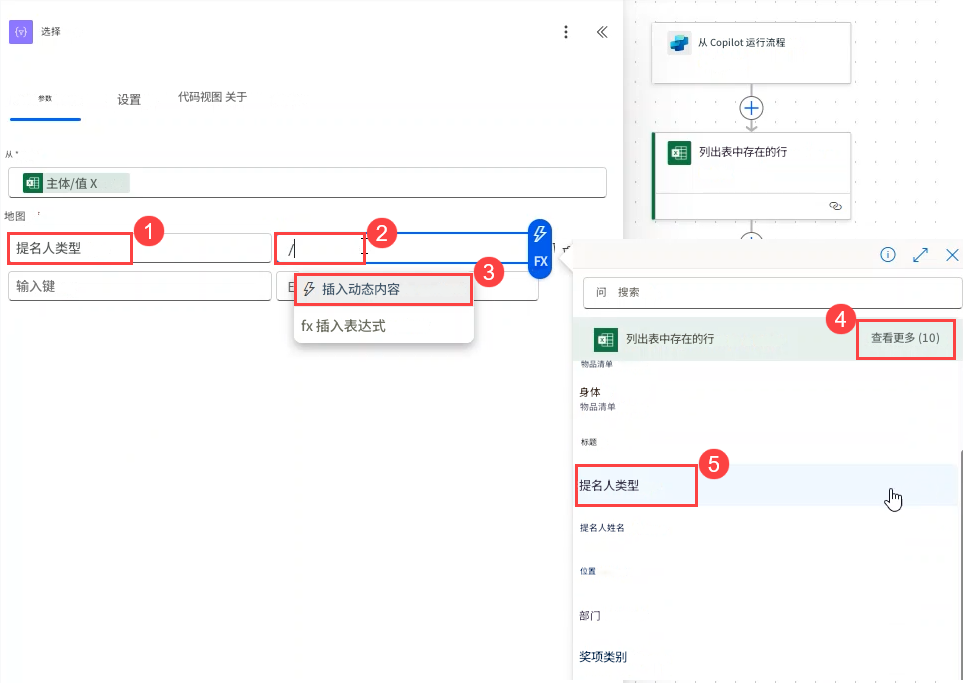 {v} 选择
从 Copilot 运行流程
参数
设置
代码视图 关于
列出表中存在的行
从 *
主体/值 X
地图
1
2
提名人类型
/
FX
3
输入键
插入动态内容
fx 插入表达式
问 搜索
4
列出表中存在的行
查看更多 (10)
物品清单
身体
物品清单
标题
5
提名人类型
提名人姓名
位置
部门
奖项类别